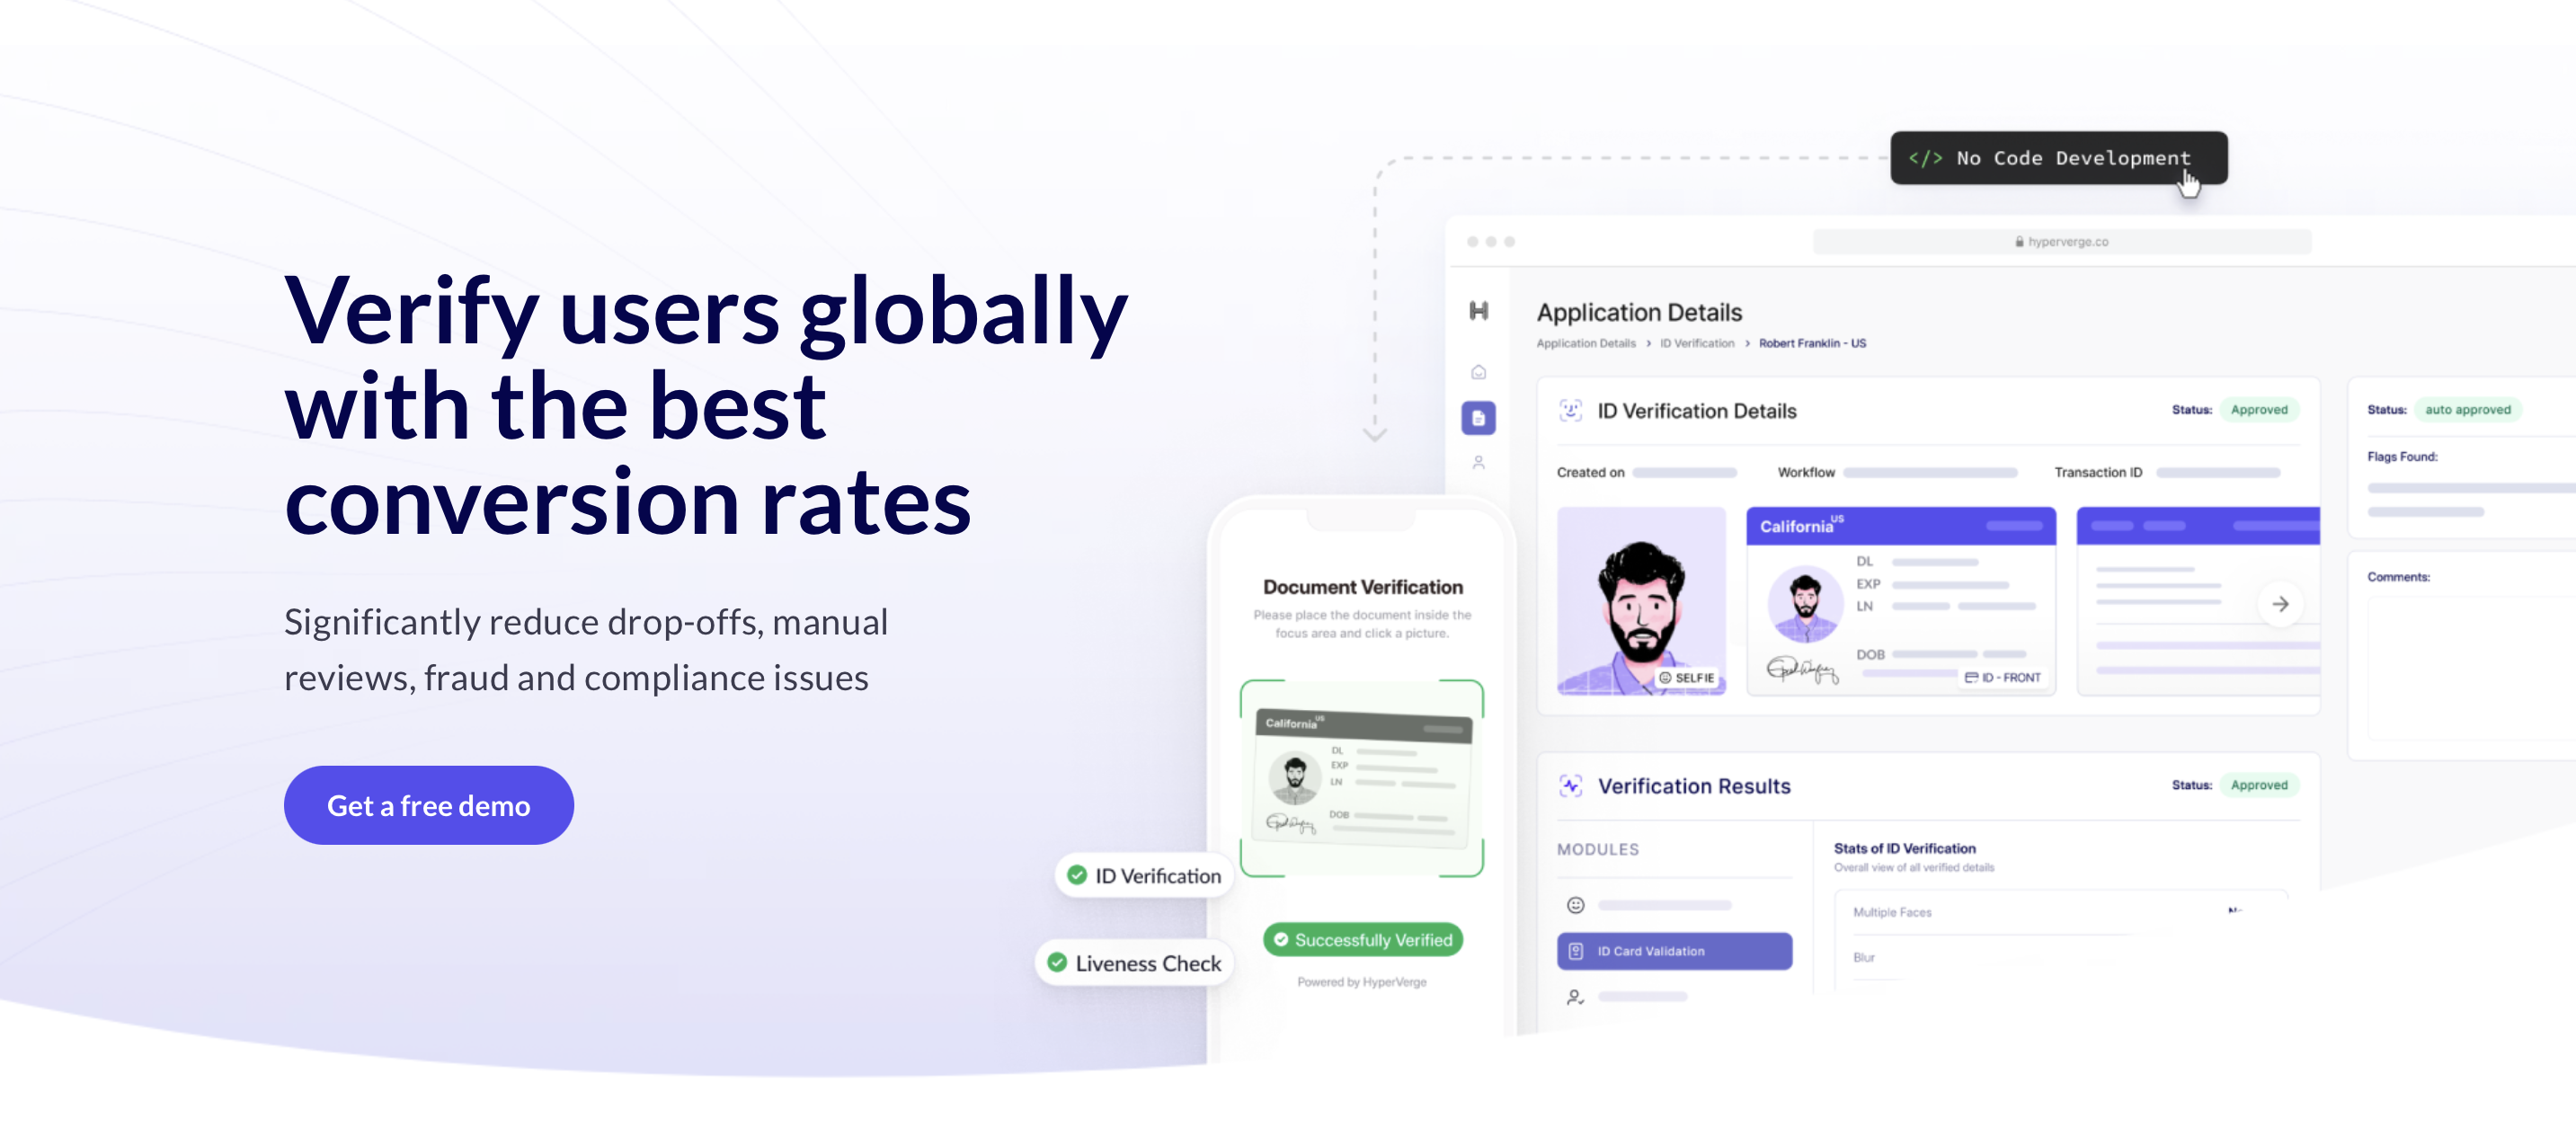 Verify users globally
with the best
conversion rates
Significantly reduce drop-offs, manual
reviews, fraud and compliance issues
Get a free demo
</> No Code Development
hyperverge.co
Application Details
Application Details > ID Verification > Robert Franklin - US
ID Verification Details
Status: Approved
Created on
Workflow
Transaction ID
SELFIE
California US
DL
EXP
LN
DOB
ID - FRONT
Status: auto approved
Flags Found:
Comments:
Verification Results
Status: Approved
MODULES
ID Card Validation
Stats of ID Verification
Overall view of all verified details
Multiple Faces
Blur
Document Verification
Please place the document inside the
focus area and click a picture.
California US
DL
EXP
LN
DOB
Successfully Verified
Powered by HyperVerge
ID Verification
Liveness Check